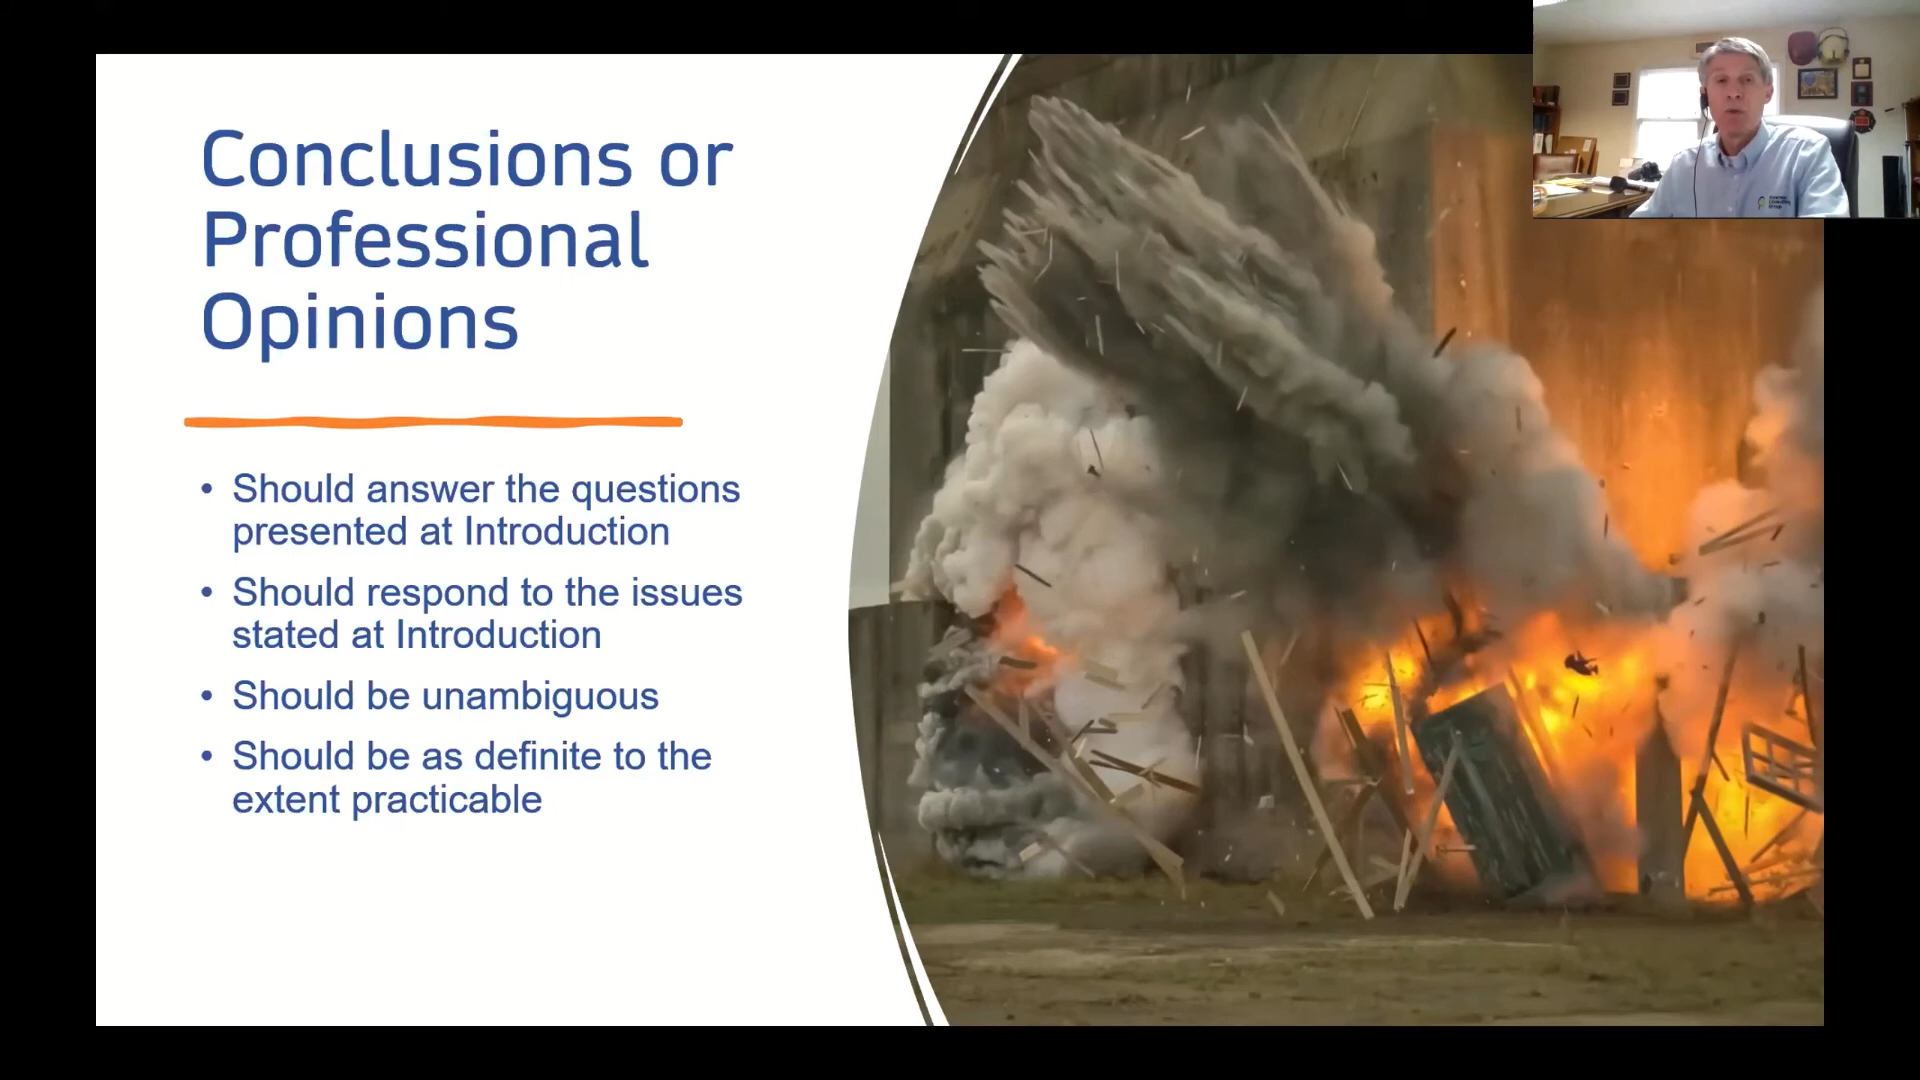 Conclusions or
Professional
Opinions
• Should answer the questions
presented at Introduction
• Should respond to the issues
stated at Introduction
• Should be unambiguous
• Should be as definite to the
extent practicable